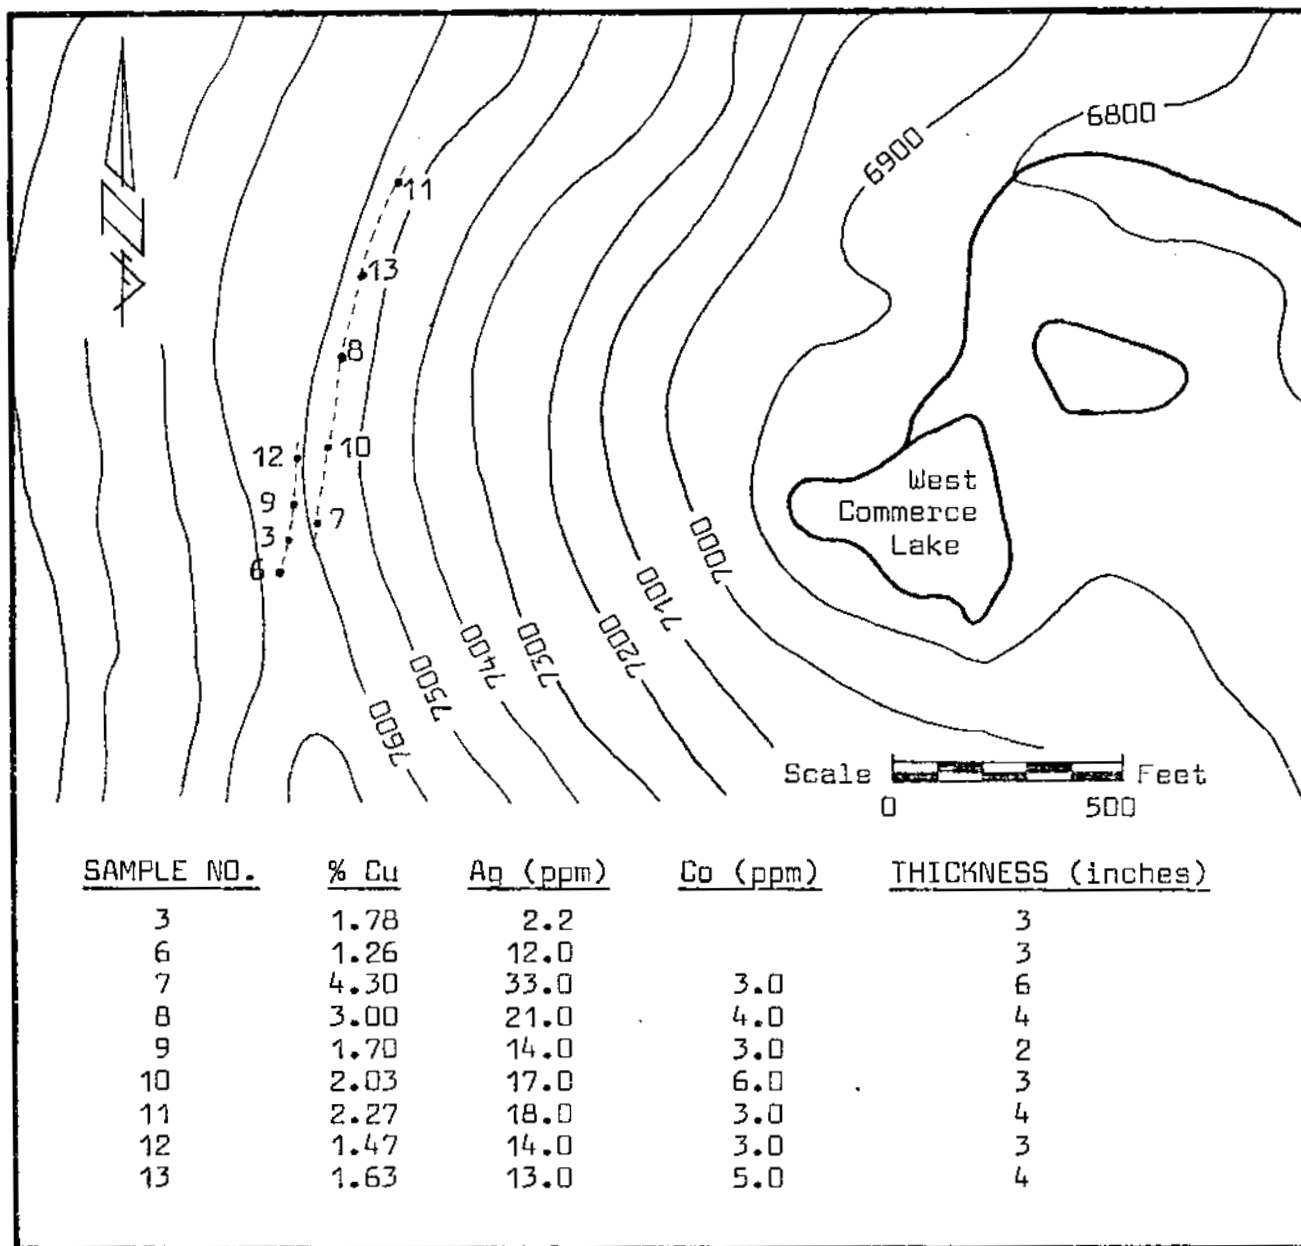 6800
6900
11
13
8
10
12
9
7
3
6
West
Commerce
Lake
7000
7100
7200
7300
7400
7500
7600
Scale Feet
0 500
SAMPLE NO. % Cu Ag (ppm) Co (ppm) THICKNESS (inches)
3 1.78 2.2 3
6 1.26 12.0 3
7 4.30 33.0 3.0 6
8 3.00 21.0 4.0 4
9 1.70 14.0 3.0 2
10 2.03 17.0 6.0 3
11 2.27 18.0 3.0 4
12 1.47 14.0 3.0 3
13 1.63 13.0 5.0 4